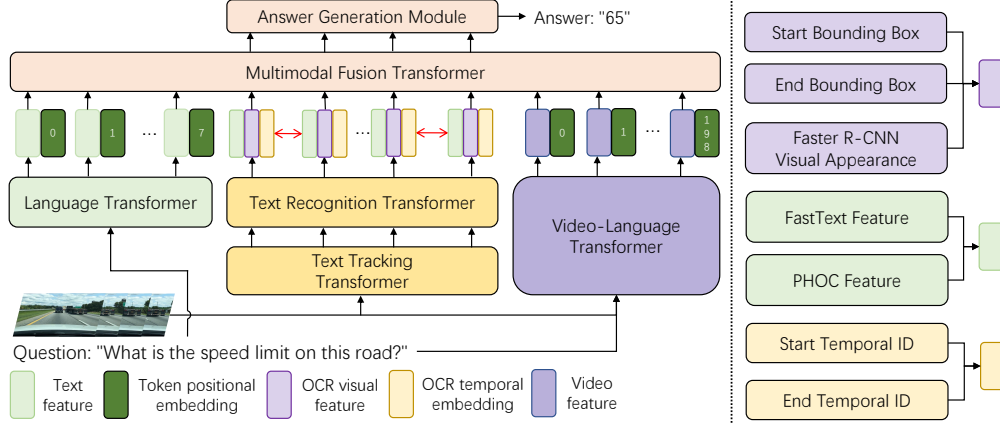 Answer Generation Module
Answer: "65"
Multimodal Fusion Transformer
0
1
...
7
...
0
1
...
1
9
8
Language Transformer
Text Recognition Transformer
Video-Language
Transformer
Text Tracking
Transformer
Question: "What is the speed limit on this road?"
Text
feature
Token positional
embedding
OCR visual
feature
OCR temporal
embedding
Video
feature
Start Bounding Box
End Bounding Box
Faster R-CNN
Visual Appearance
FastText Feature
PHOC Feature
Start Temporal ID
End Temporal ID